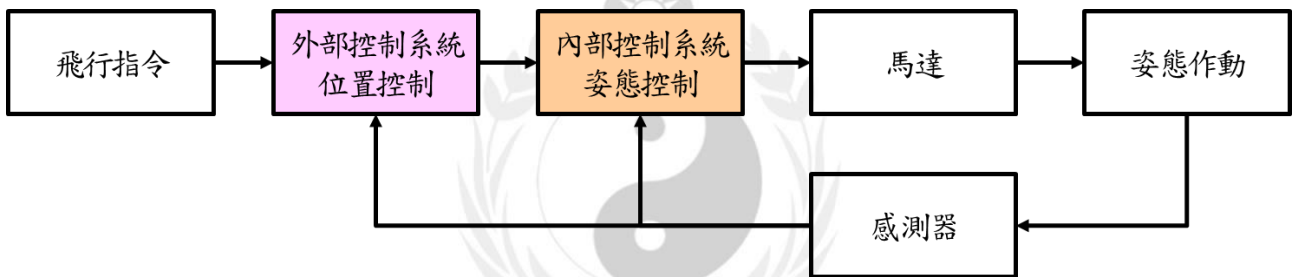 飛行指令
外部控制系統
位置控制
內部控制系統
姿態控制
馬達
姿態作動
感測器